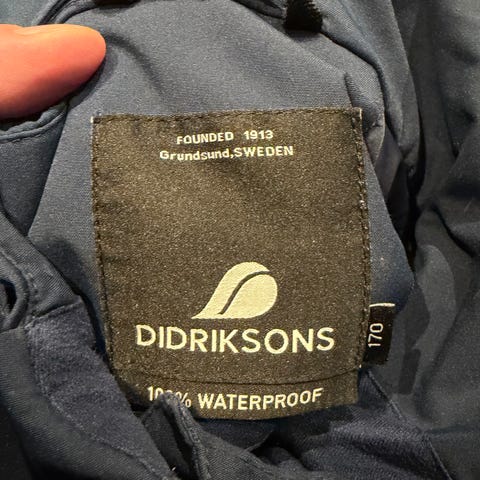 FOUNDED 1913
Grundsund,SWEDEN
DIDRIKSONS
170
100% WATERPROOF